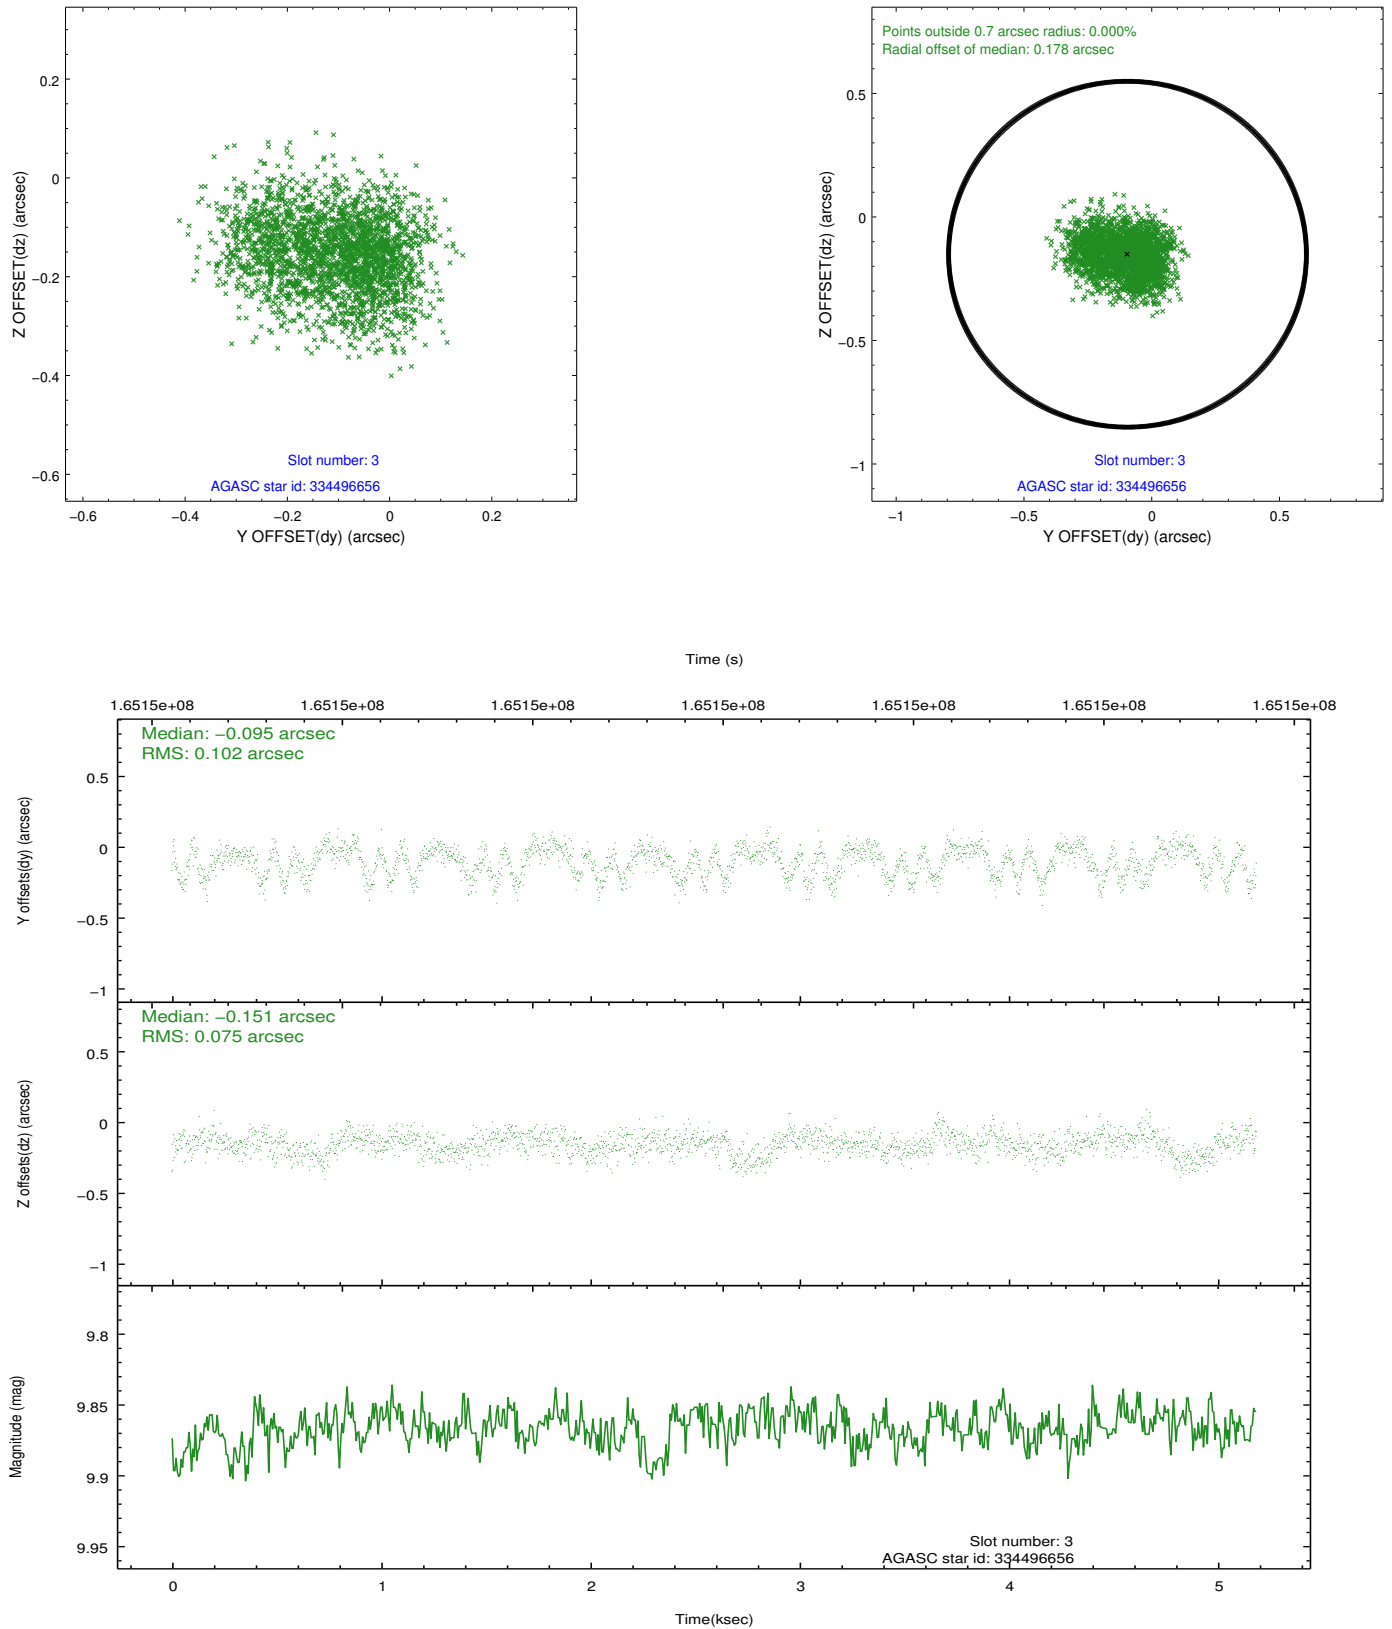 0.2
0
−0.2
−0.4
−0.6
Z OFFSET(dz) (arcsec)
Slot number: 3
AGASC star id: 334496656
−0.6 −0.4 −0.2 0 0.2
Y OFFSET(dy) (arcsec)
Points outside 0.7 arcsec radius: 0.000%
Radial offset of median: 0.178 arcsec
0.5
0
−0.5
−1
Z OFFSET(dz) (arcsec)
Slot number: 3
AGASC star id: 334496656
−1 −0.5 0 0.5
Y OFFSET(dy) (arcsec)
Time (s)
1.6515e+08 1.6515e+08 1.6515e+08 1.6515e+08 1.6515e+08 1.6515e+08 1.6515e+08
Median: −0.095 arcsec
RMS: 0.102 arcsec
0.5
0
−0.5
−1
Y offsets(dy) (arcsec)
Median: −0.151 arcsec
RMS: 0.075 arcsec
0.5
0
−0.5
−1
Z offsets(dz) (arcsec)
9.8
9.85
9.9
9.95
Magnitude (mag)
Slot number: 3
AGASC star id: 334496656
0 1 2 3 4 5
Time(ksec)